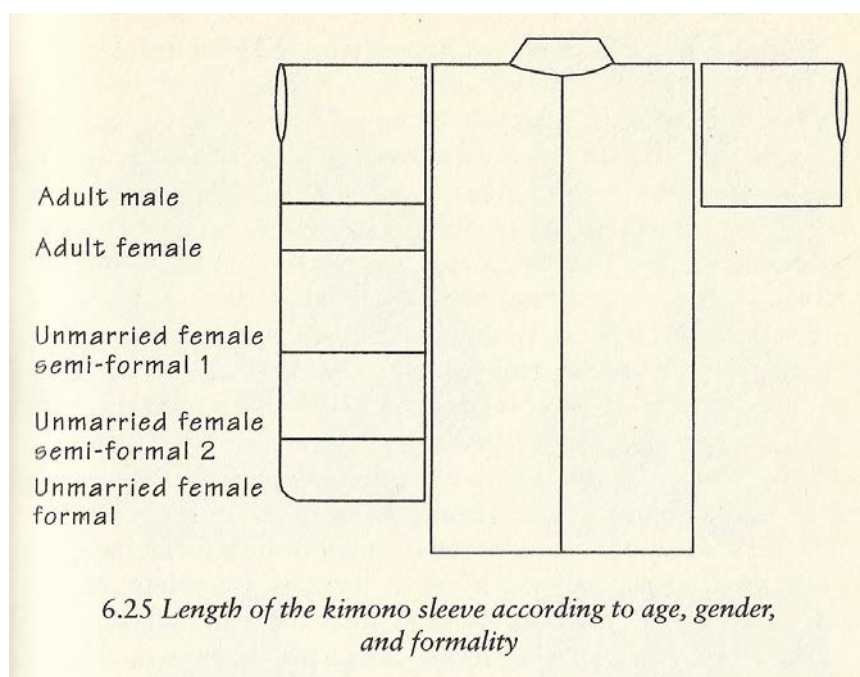 Adult male
Adult female
Unmarried female
semi-formal 1
Unmarried female
semi-formal 2
Unmarried female
formal
6.25 Length of the kimono sleeve according to age, gender,
and formality